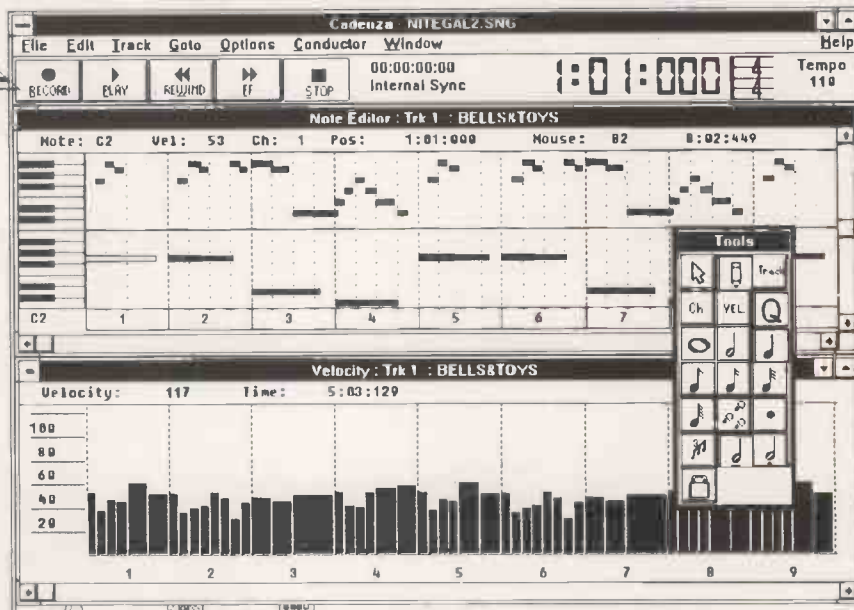 Cadenza - NITEGAL2.SNG
File Edit Track Goto Options Conductor Window Help
RECORD PLAY REWIND FF STOP
00:00:00:00
Internal Sync
1:01:000
4
4
Tempo
110
Note Editor : Trk 1 : BELLS&TOYS
Note: C2 Vel: 53 Ch: 1 Pos: 1:01:000 Mouse: B2 8:02:449
Tools
Track
Ch VEL Q
C2 1 2 3 4 5 6 7
Velocity : Trk 1 : BELLS&TOYS
Velocity: 117 Time: 5:03:129
100
80
60
40
20
1 2 3 4 5 6 7 8 9